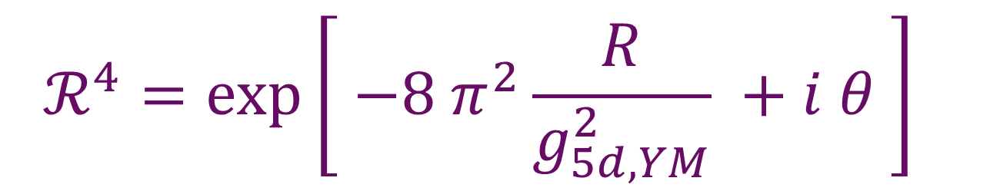 ℛ⁴ = exp [ −8 π² R / g²_{5d,YM} + i θ ]